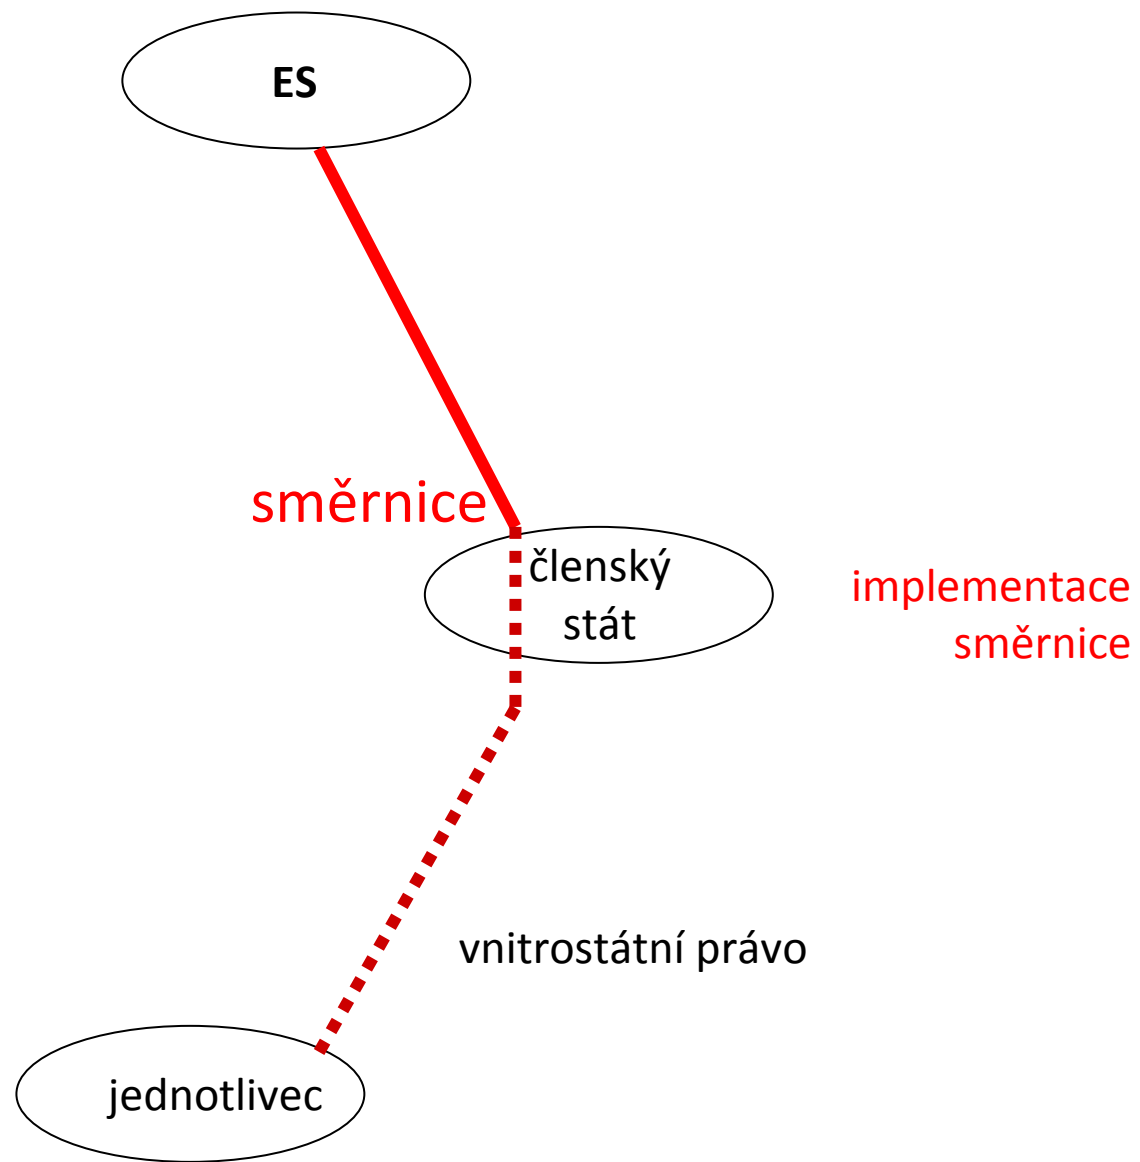 ES
směrnice
členský
stát
implementace
směrnice
vnitrostátní právo
jednotlivec